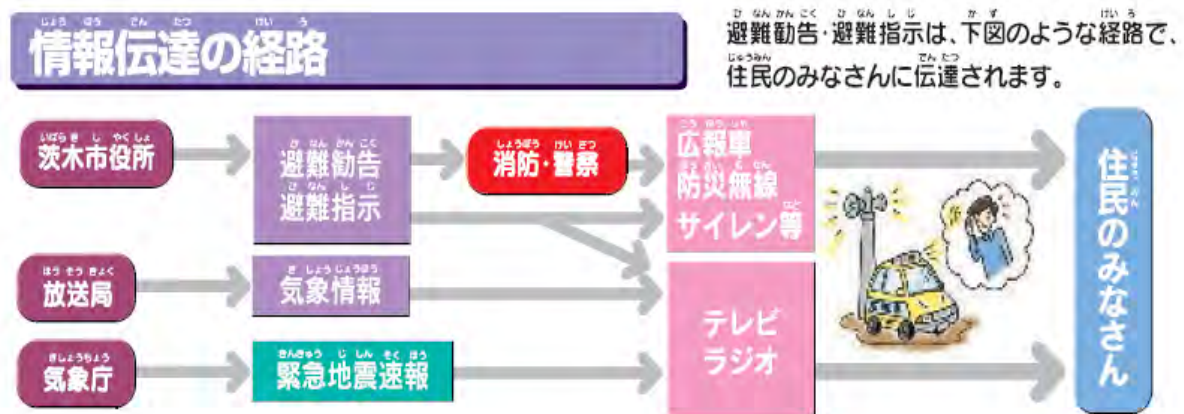 情報伝達の経路
避難勧告・避難指示は、下図のような経路で、
住民のみなさんに伝達されます。
茨木市役所
避難勧告
避難指示
消防・警察
広報車
防災無線
サイレン等
放送局
気象情報
テレビ
ラジオ
気象庁
緊急地震速報
住民のみなさん